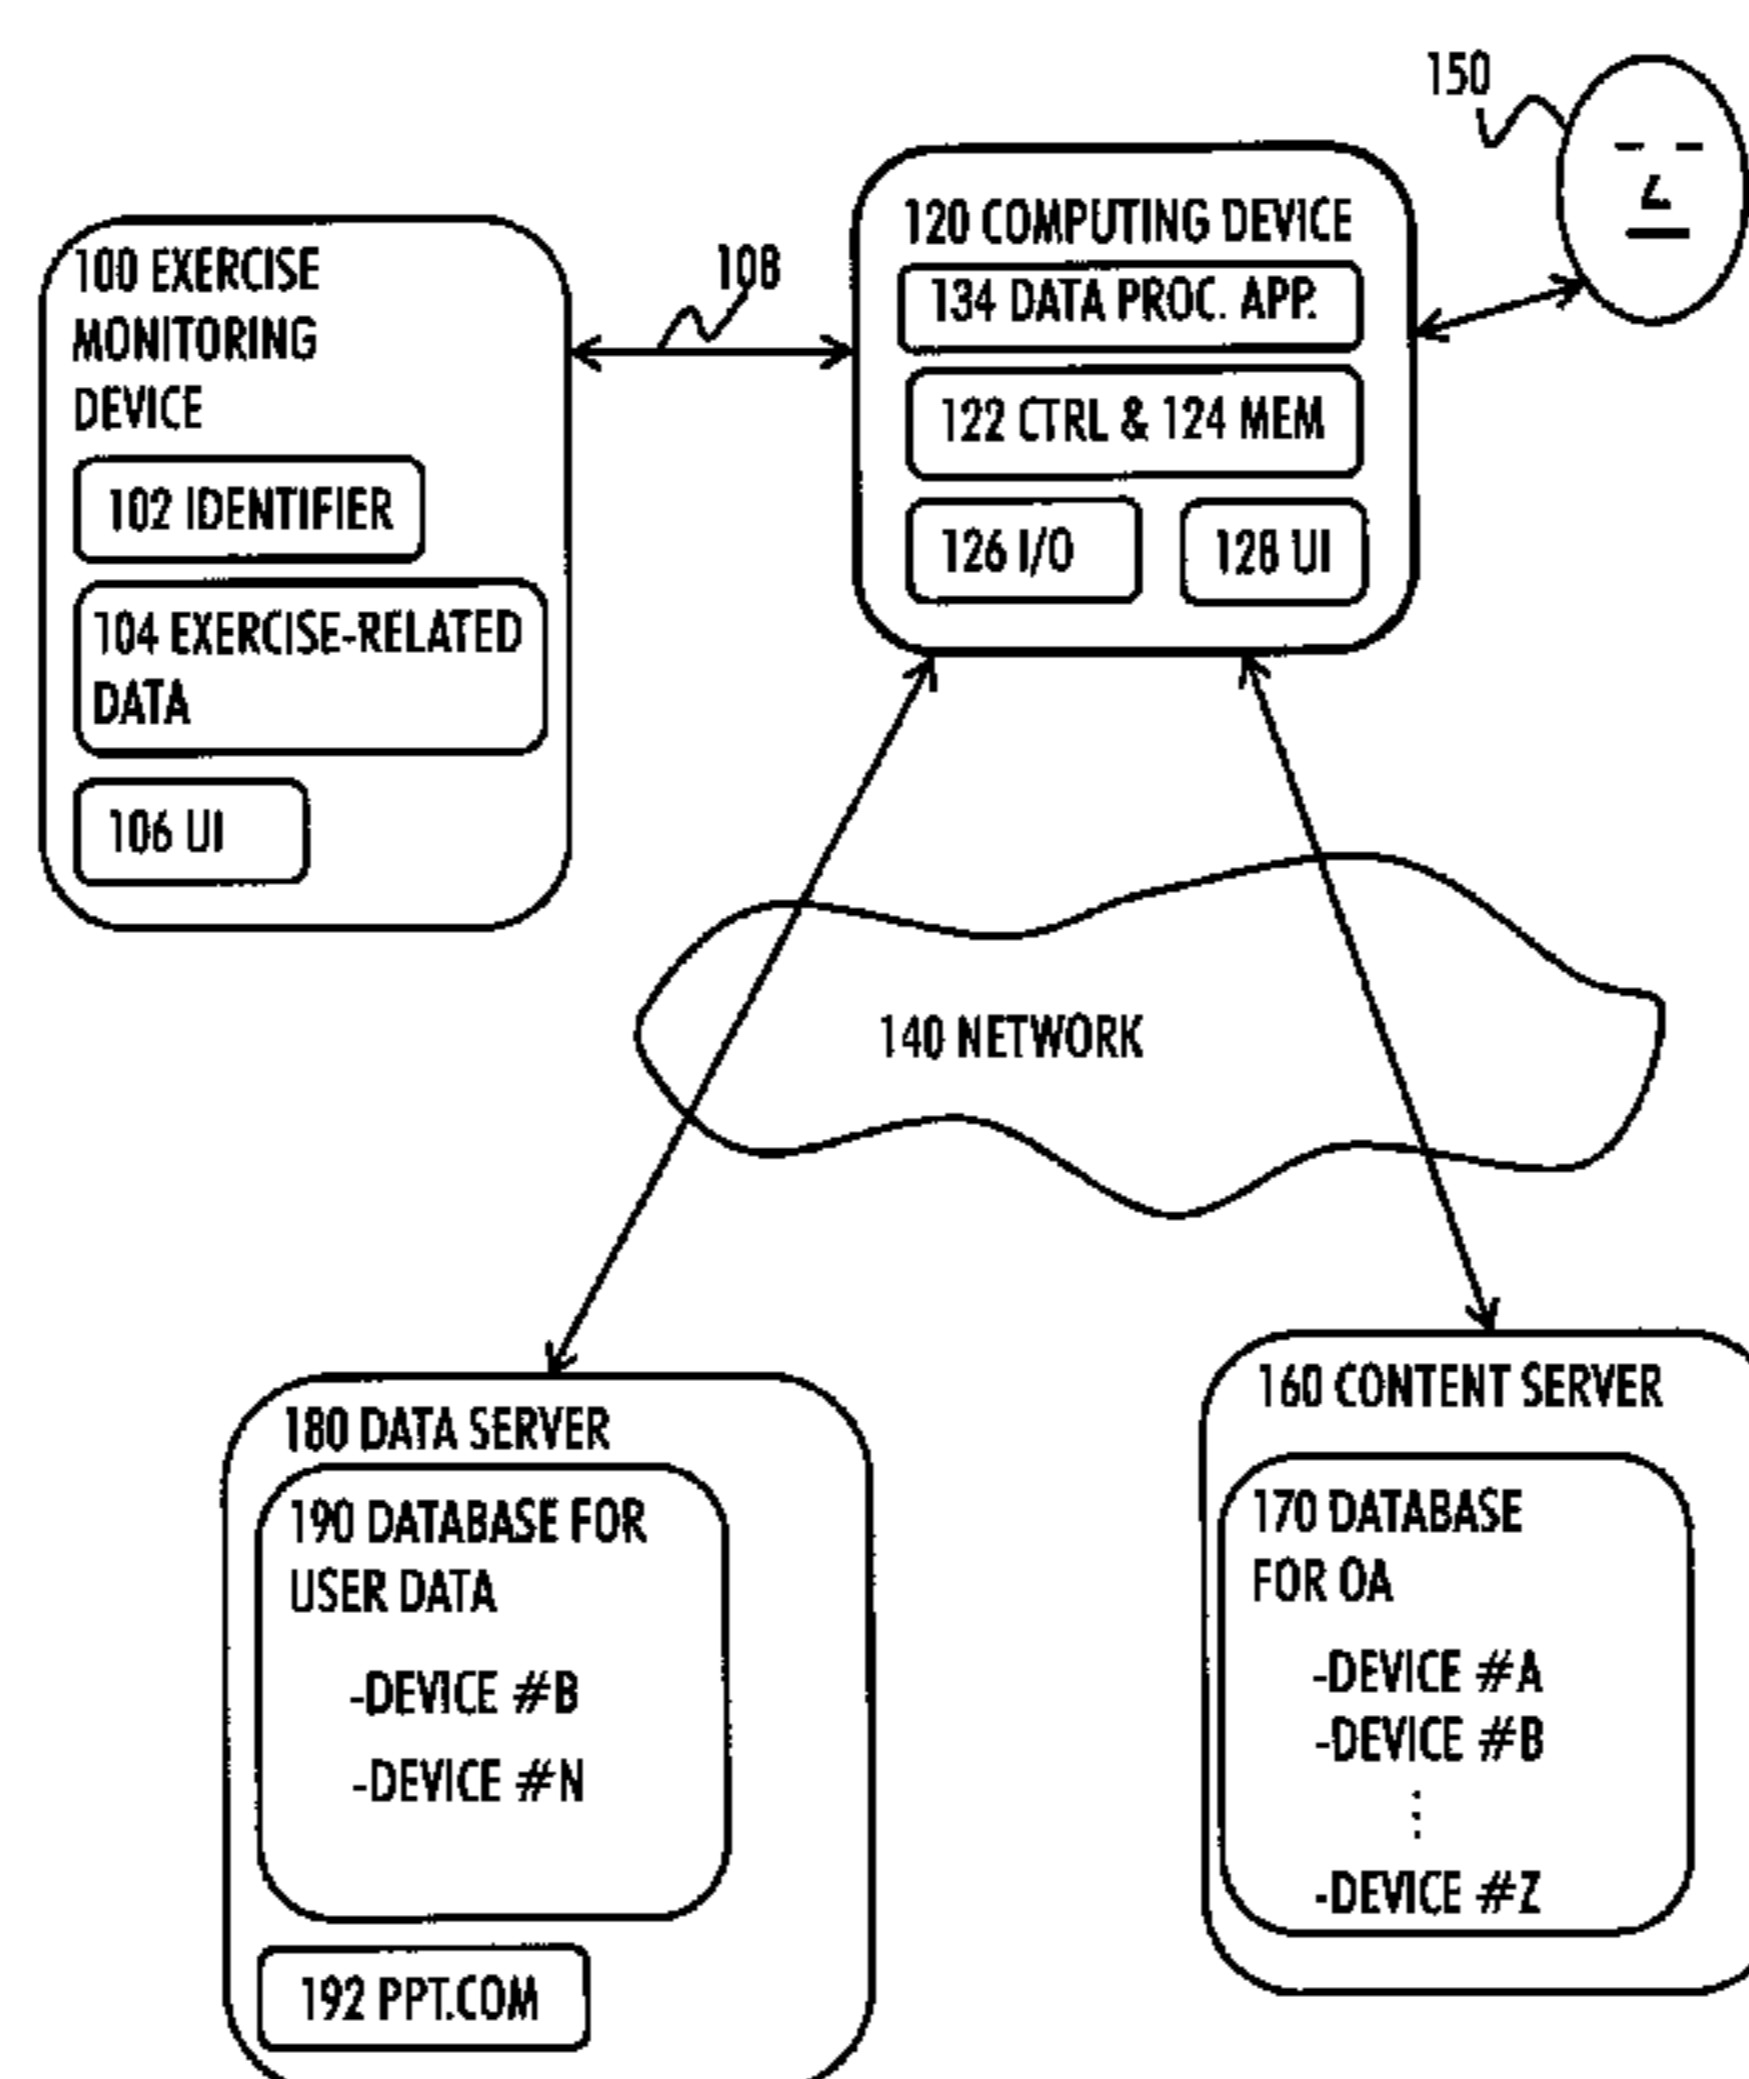 150
120 COMPUTING DEVICE
134 DATA PROC. APP.
122 CTRL & 124 MEM
126 I/O
128 UI
108
100 EXERCISE
MONITORING
DEVICE
102 IDENTIFIER
104 EXERCISE-RELATED
DATA
106 UI
140 NETWORK
180 DATA SERVER
190 DATABASE FOR
USER DATA
-DEVICE #B
-DEVICE #N
192 PPT.COM
160 CONTENT SERVER
170 DATABASE
FOR OA
-DEVICE #A
-DEVICE #B
⋮
-DEVICE #Z